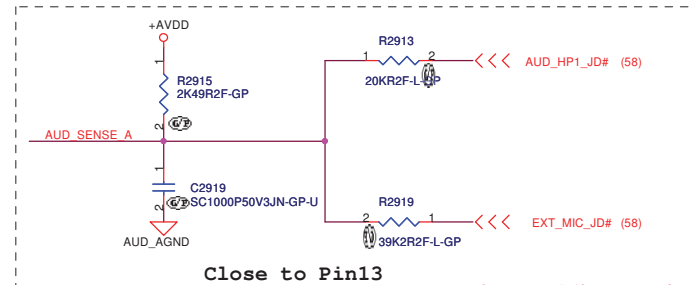 +AVDD
R2913
1
2
AUD_HP1_JD# (58)
20KR2F-L-GP
1
R2915
2K49R2F-GP
2
G/P
AUD_SENSE_A
1
C2919
SC1000P50V3JN-GP-U
2
G/P
R2919
2
1
EXT_MIC_JD# (58)
39K2R2F-L-GP
AUD_AGND
Close to Pin13